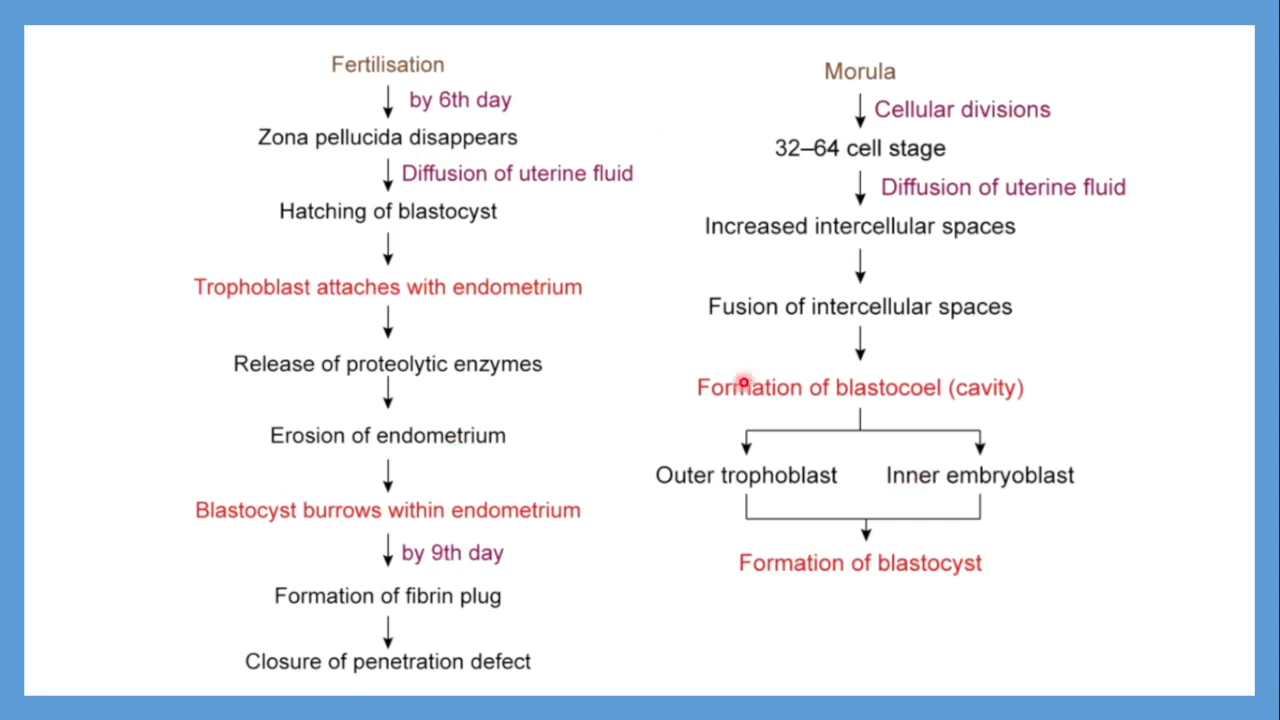 Fertilisation
by 6th day
Zona pellucida disappears
Diffusion of uterine fluid
Hatching of blastocyst
Trophoblast attaches with endometrium
Release of proteolytic enzymes
Erosion of endometrium
Blastocyst burrows within endometrium
by 9th day
Formation of fibrin plug
Closure of penetration defect
Morula
Cellular divisions
32–64 cell stage
Diffusion of uterine fluid
Increased intercellular spaces
Fusion of intercellular spaces
Formation of blastocoel (cavity)
Outer trophoblast
Inner embryoblast
Formation of blastocyst